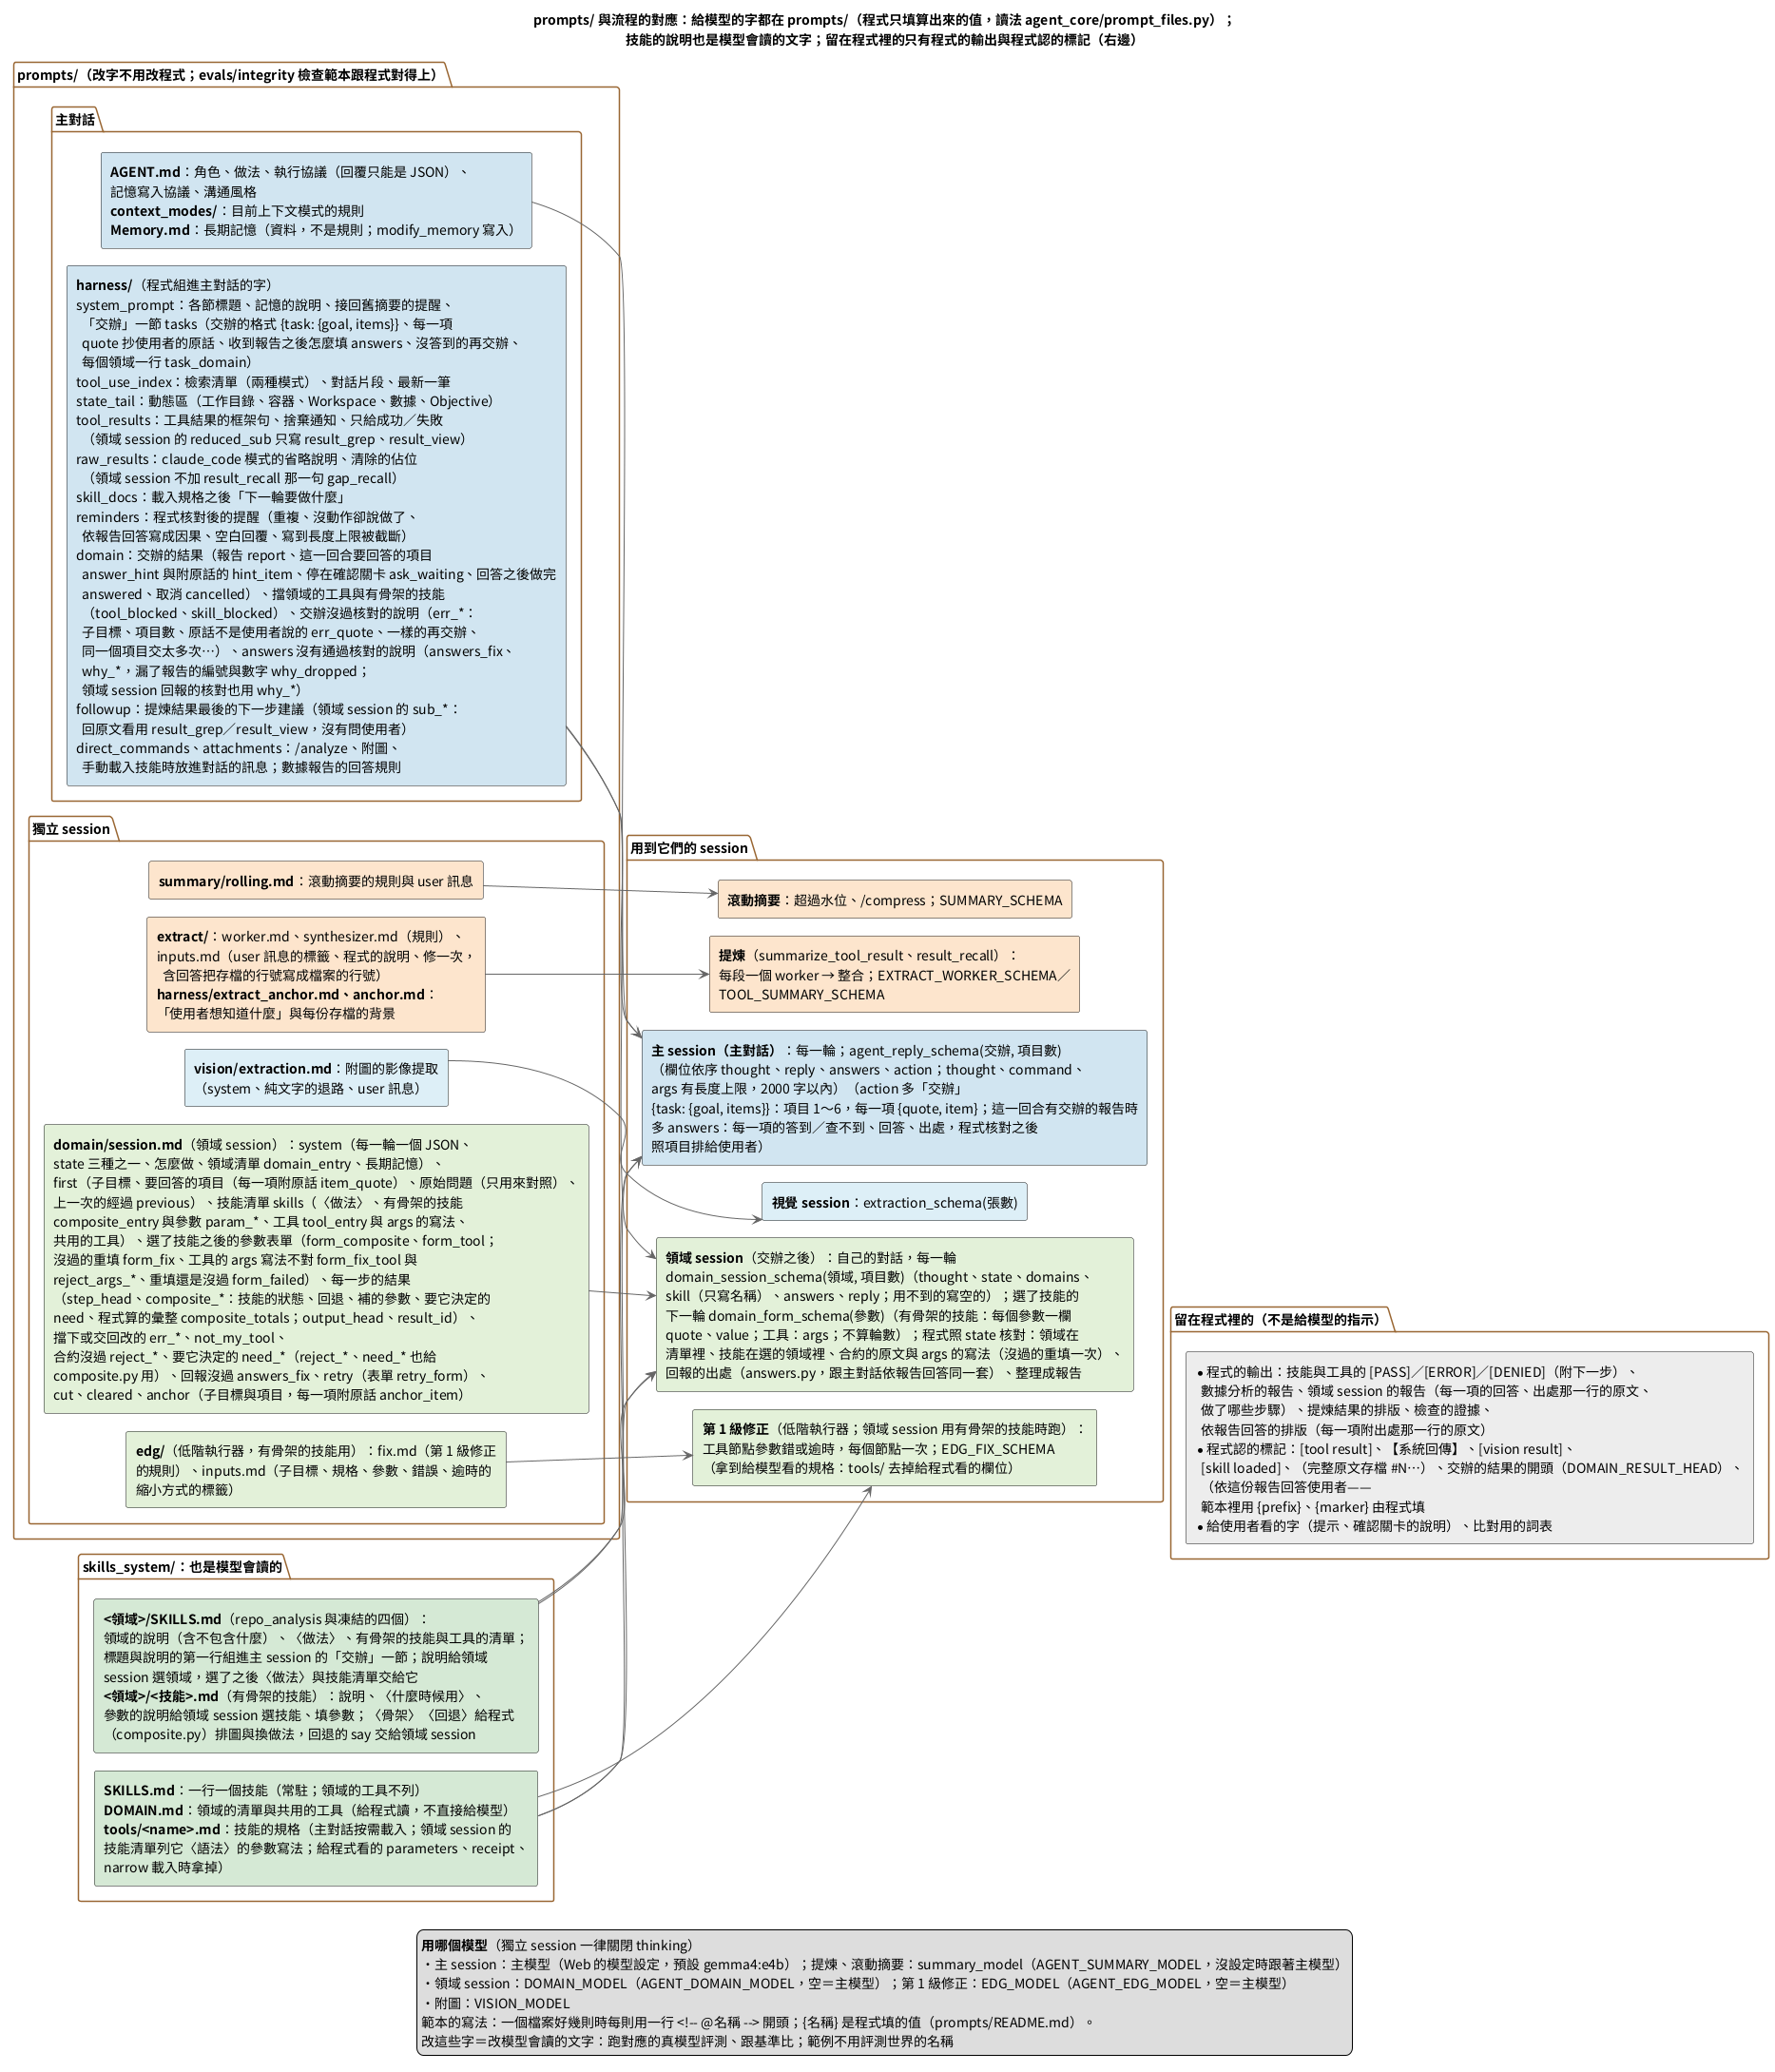 prompts/ 與流程的對應：給模型的字都在 prompts/（程式只填算出來的值，讀法 agent_core/prompt_files.py）；
技能的說明也是模型會讀的文字；留在程式裡的只有程式的輸出與程式認的標記（右邊）
prompts/（改字不用改程式；evals/integrity 檢查範本跟程式對得上）
主對話
AGENT.md：角色、做法、執行協議（回覆只能是 JSON）、
記憶寫入協議、溝通風格
context_modes/：目前上下文模式的規則
Memory.md：長期記憶（資料，不是規則；modify_memory 寫入）
harness/（程式組進主對話的字）
system_prompt：各節標題、記憶的說明、接回舊摘要的提醒、
「交辦」一節 tasks（交辦的格式 {task: {goal, items}}、每一項
quote 抄使用者的原話、收到報告之後怎麼填 answers、沒答到的再交辦、
每個領域一行 task_domain）
tool_use_index：檢索清單（兩種模式）、對話片段、最新一筆
state_tail：動態區（工作目錄、容器、Workspace、數據、Objective）
tool_results：工具結果的框架句、捨棄通知、只給成功／失敗
（領域 session 的 reduced_sub 只寫 result_grep、result_view）
raw_results：claude_code 模式的省略說明、清除的佔位
（領域 session 不加 result_recall 那一句 gap_recall）
skill_docs：載入規格之後「下一輪要做什麼」
reminders：程式核對後的提醒（重複、沒動作卻說做了、
依報告回答寫成因果、空白回覆、寫到長度上限被截斷）
domain：交辦的結果（報告 report、這一回合要回答的項目
answer_hint 與附原話的 hint_item、停在確認關卡 ask_waiting、回答之後做完
answered、取消 cancelled）、擋領域的工具與有骨架的技能
（tool_blocked、skill_blocked）、交辦沒過核對的說明（err_*：
子目標、項目數、原話不是使用者說的 err_quote、一樣的再交辦、
同一個項目交太多次…）、answers 沒有通過核對的說明（answers_fix、
why_*，漏了報告的編號與數字 why_dropped；
領域 session 回報的核對也用 why_*）
followup：提煉結果最後的下一步建議（領域 session 的 sub_*：
回原文看用 result_grep／result_view，沒有問使用者）
direct_commands、attachments：/analyze、附圖、
手動載入技能時放進對話的訊息；數據報告的回答規則
獨立 session
summary/rolling.md：滾動摘要的規則與 user 訊息
extract/：worker.md、synthesizer.md（規則）、
inputs.md（user 訊息的標籤、程式的說明、修一次，
含回答把存檔的行號寫成檔案的行號）
harness/extract_anchor.md、anchor.md：
「使用者想知道什麼」與每份存檔的背景
vision/extraction.md：附圖的影像提取
（system、純文字的退路、user 訊息）
domain/session.md（領域 session）：system（每一輪一個 JSON、
state 三種之一、怎麼做、領域清單 domain_entry、長期記憶）、
first（子目標、要回答的項目（每一項附原話 item_quote）、原始問題（只用來對照）、
上一次的經過 previous）、技能清單 skills（〈做法〉、有骨架的技能
composite_entry 與參數 param_*、工具 tool_entry 與 args 的寫法、
共用的工具）、選了技能之後的參數表單（form_composite、form_tool；
沒過的重填 form_fix、工具的 args 寫法不對 form_fix_tool 與
reject_args_*、重填還是沒過 form_failed）、每一步的結果
（step_head、composite_*：技能的狀態、回退、補的參數、要它決定的
need、程式算的彙整 composite_totals；output_head、result_id）、
擋下或交回改的 err_*、not_my_tool、
合約沒過 reject_*、要它決定的 need_*（reject_*、need_* 也給
composite.py 用）、回報沒過 answers_fix、retry（表單 retry_form）、
cut、cleared、anchor（子目標與項目，每一項附原話 anchor_item）
edg/（低階執行器，有骨架的技能用）：fix.md（第 1 級修正
的規則）、inputs.md（子目標、規格、參數、錯誤、逾時的
縮小方式的標籤）
skills_system/：也是模型會讀的
<領域>/SKILLS.md（repo_analysis 與凍結的四個）：
領域的說明（含不包含什麼）、〈做法〉、有骨架的技能與工具的清單；
標題與說明的第一行組進主 session 的「交辦」一節；說明給領域
session 選領域，選了之後〈做法〉與技能清單交給它
<領域>/<技能>.md（有骨架的技能）：說明、〈什麼時候用〉、
參數的說明給領域 session 選技能、填參數；〈骨架〉〈回退〉給程式
（composite.py）排圖與換做法，回退的 say 交給領域 session
SKILLS.md：一行一個技能（常駐；領域的工具不列）
DOMAIN.md：領域的清單與共用的工具（給程式讀，不直接給模型）
tools/<name>.md：技能的規格（主對話按需載入；領域 session 的
技能清單列它〈語法〉的參數寫法；給程式看的 parameters、receipt、
narrow 載入時拿掉）
用到它們的 session
滾動摘要：超過水位、/compress；SUMMARY_SCHEMA
提煉（summarize_tool_result、result_recall）：
每段一個 worker → 整合；EXTRACT_WORKER_SCHEMA／
TOOL_SUMMARY_SCHEMA
主 session（主對話）：每一輪；agent_reply_schema(交辦, 項目數)
（欄位依序 thought、reply、answers、action；thought、command、
args 有長度上限，2000 字以內）（action 多「交辦」
{task: {goal, items}}：項目 1～6，每一項 {quote, item}；這一回合有交辦的報告時
多 answers：每一項的答到／查不到、回答、出處，程式核對之後
照項目排給使用者）
視覺 session：extraction_schema(張數)
領域 session（交辦之後）：自己的對話，每一輪
domain_session_schema(領域, 項目數)（thought、state、domains、
skill（只寫名稱）、answers、reply；用不到的寫空的）；選了技能的
下一輪 domain_form_schema(參數)（有骨架的技能：每個參數一欄
quote、value；工具：args；不算輪數）；程式照 state 核對：領域在
清單裡、技能在選的領域裡、合約的原文與 args 的寫法（沒過的重填一次）、
回報的出處（answers.py，跟主對話依報告回答同一套）、整理成報告
第 1 級修正（低階執行器；領域 session 用有骨架的技能時跑）：
工具節點參數錯或逾時，每個節點一次；EDG_FIX_SCHEMA
（拿到給模型看的規格：tools/ 去掉給程式看的欄位）
留在程式裡的（不是給模型的指示）
• 程式的輸出：技能與工具的 [PASS]／[ERROR]／[DENIED]（附下一步）、
數據分析的報告、領域 session 的報告（每一項的回答、出處那一行的原文、
做了哪些步驟）、提煉結果的排版、檢查的證據、
依報告回答的排版（每一項附出處那一行的原文）
• 程式認的標記：[tool result]、【系統回傳】、[vision result]、
[skill loaded]、（完整原文存檔 #N…）、交辦的結果的開頭（DOMAIN_RESULT_HEAD）、
（依這份報告回答使用者——
範本裡用 {prefix}、{marker} 由程式填
• 給使用者看的字（提示、確認關卡的說明）、比對用的詞表
用哪個模型（獨立 session 一律關閉 thinking）
・主 session：主模型（Web 的模型設定，預設 gemma4:e4b）；提煉、滾動摘要：summary_model（AGENT_SUMMARY_MODEL，沒設定時跟著主模型）
・領域 session：DOMAIN_MODEL（AGENT_DOMAIN_MODEL，空＝主模型）；第 1 級修正：EDG_MODEL（AGENT_EDG_MODEL，空＝主模型）
・附圖：VISION_MODEL
範本的寫法：一個檔案好幾則時每則用一行 <!-- @名稱 --> 開頭；{名稱} 是程式填的值（prompts/README.md）。
改這些字＝改模型會讀的文字：跑對應的真模型評測、跟基準比；範例不用評測世界的名稱